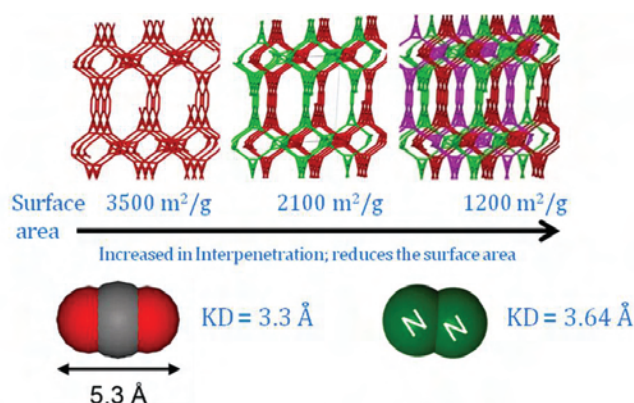 3500 m²/g
2100 m²/g
1200 m²/g
Surface
area
Increased in Interpenetration; reduces the surface area
KD = 3.3 Å
N N
KD = 3.64 Å
5.3 Å